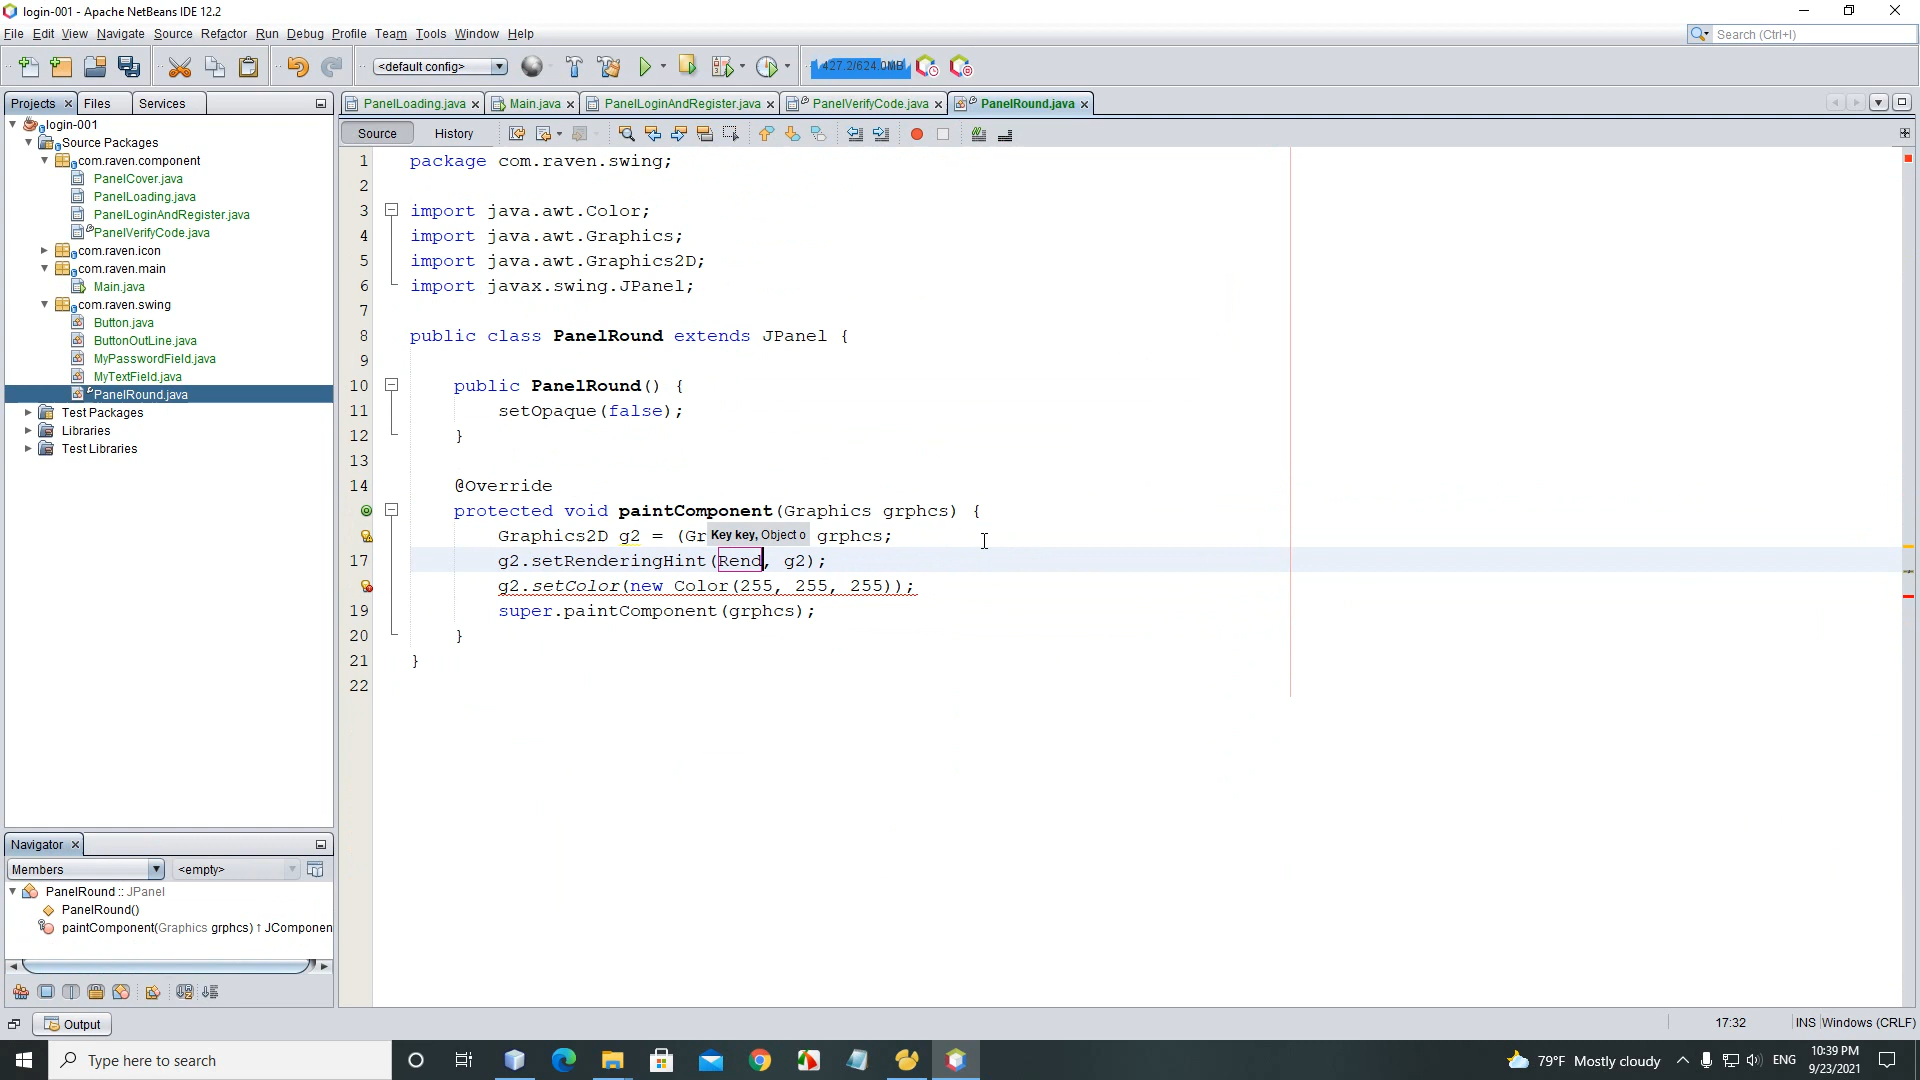 login-001 - Apache NetBeans IDE 12.2
File Edit View Navigate Source Refactor Run Debug Profile Team Tools Window Help
Search (Ctrl+I)
<default config>
427.2/624.0MB
Projects Files Services
PanelLoading.java Main.java PanelLoginAndRegister.java PanelVerifyCode.java PanelRound.java
Source History
login-001
Source Packages
com.raven.component
PanelCover.java
PanelLoading.java
PanelLoginAndRegister.java
PanelVerifyCode.java
com.raven.icon
com.raven.main
Main.java
com.raven.swing
Button.java
ButtonOutLine.java
MyPasswordField.java
MyTextField.java
PanelRound.java
Test Packages
Libraries
Test Libraries
1 package com.raven.swing;
2
3 import java.awt.Color;
4 import java.awt.Graphics;
5 import java.awt.Graphics2D;
6 import javax.swing.JPanel;
7
8 public class PanelRound extends JPanel {
9
10 public PanelRound() {
11 setOpaque(false);
12 }
13
14 @Override
protected void paintComponent(Graphics grphcs) {
Graphics2D g2 = (Gr grphcs;
Key key, Object o
17 g2.setRenderingHint(Rend, g2);
g2.setColor(new Color(255, 255, 255));
19 super.paintComponent(grphcs);
20 }
21 }
22
Navigator
Members <empty>
PanelRound :: JPanel
PanelRound()
paintComponent(Graphics grphcs) ↑ JComponen
Output
17:32 INS Windows (CRLF)
Type here to search
79°F Mostly cloudy ENG 10:39 PM
9/23/2021